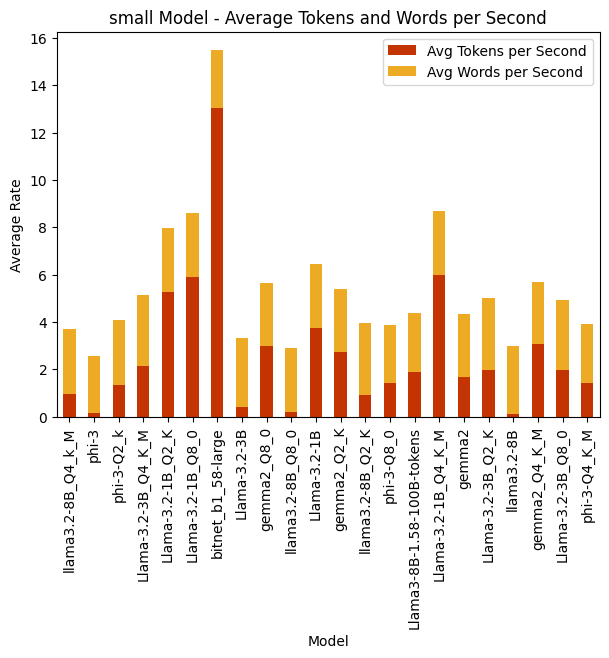 small Model - Average Tokens and Words per Second
Avg Tokens per Second
Avg Words per Second
Average Rate
16
14
12
10
8
6
4
2
0
llama3.2-8B_Q4_k_M
phi-3
phi-3-Q2_k
Llama-3.2-3B_Q4_K_M
Llama-3.2-1B_Q2_K
Llama-3.2-1B_Q8_0
bitnet_b1_58-large
Llama-3.2-3B
gemma2_Q8_0
llama3.2-8B_Q8_0
Llama-3.2-1B
gemma2_Q2_K
llama3.2-8B_Q2_K
phi-3-Q8_0
Llama3-8B-1.58-100B-tokens
Llama-3.2-1B_Q4_K_M
gemma2
Llama-3.2-3B_Q2_K
llama3.2-8B
gemma2_Q4_K_M
Llama-3.2-3B_Q8_0
phi-3-Q4_K_M
Model